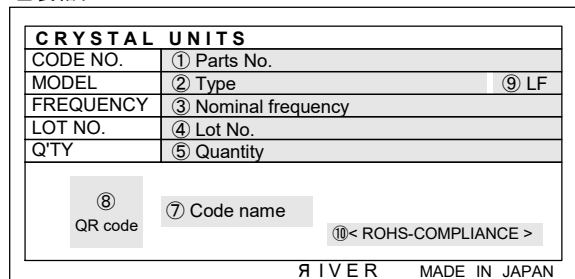 CRYSTAL UNITS
CODE NO. ① Parts No.
MODEL ② Type ⑨ LF
FREQUENCY ③ Nominal frequency
LOT NO. ④ Lot No.
Q'TY ⑤ Quantity
⑧
QR code
⑦ Code name
⑩< ROHS-COMPLIANCE >
ЯIVER MADE IN JAPAN